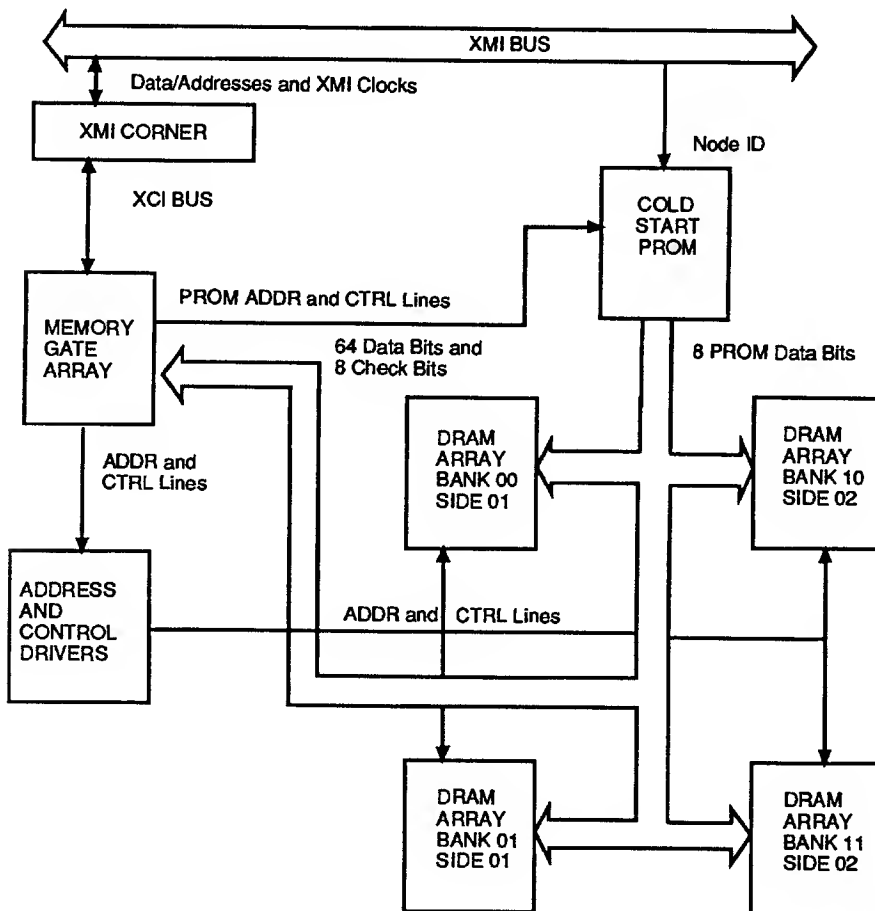 XMI BUS
Data/Addresses and XMI Clocks
XMI CORNER
Node ID
XCI BUS
COLD
START
PROM
PROM ADDR and CTRL Lines
MEMORY
GATE
ARRAY
64 Data Bits and
8 Check Bits
8 PROM Data Bits
DRAM
ARRAY
BANK 00
SIDE 01
DRAM
ARRAY
BANK 10
SIDE 02
ADDR and
CTRL Lines
ADDRESS
AND
CONTROL
DRIVERS
ADDR and CTRL Lines
DRAM
ARRAY
BANK 01
SIDE 01
DRAM
ARRAY
BANK 11
SIDE 02